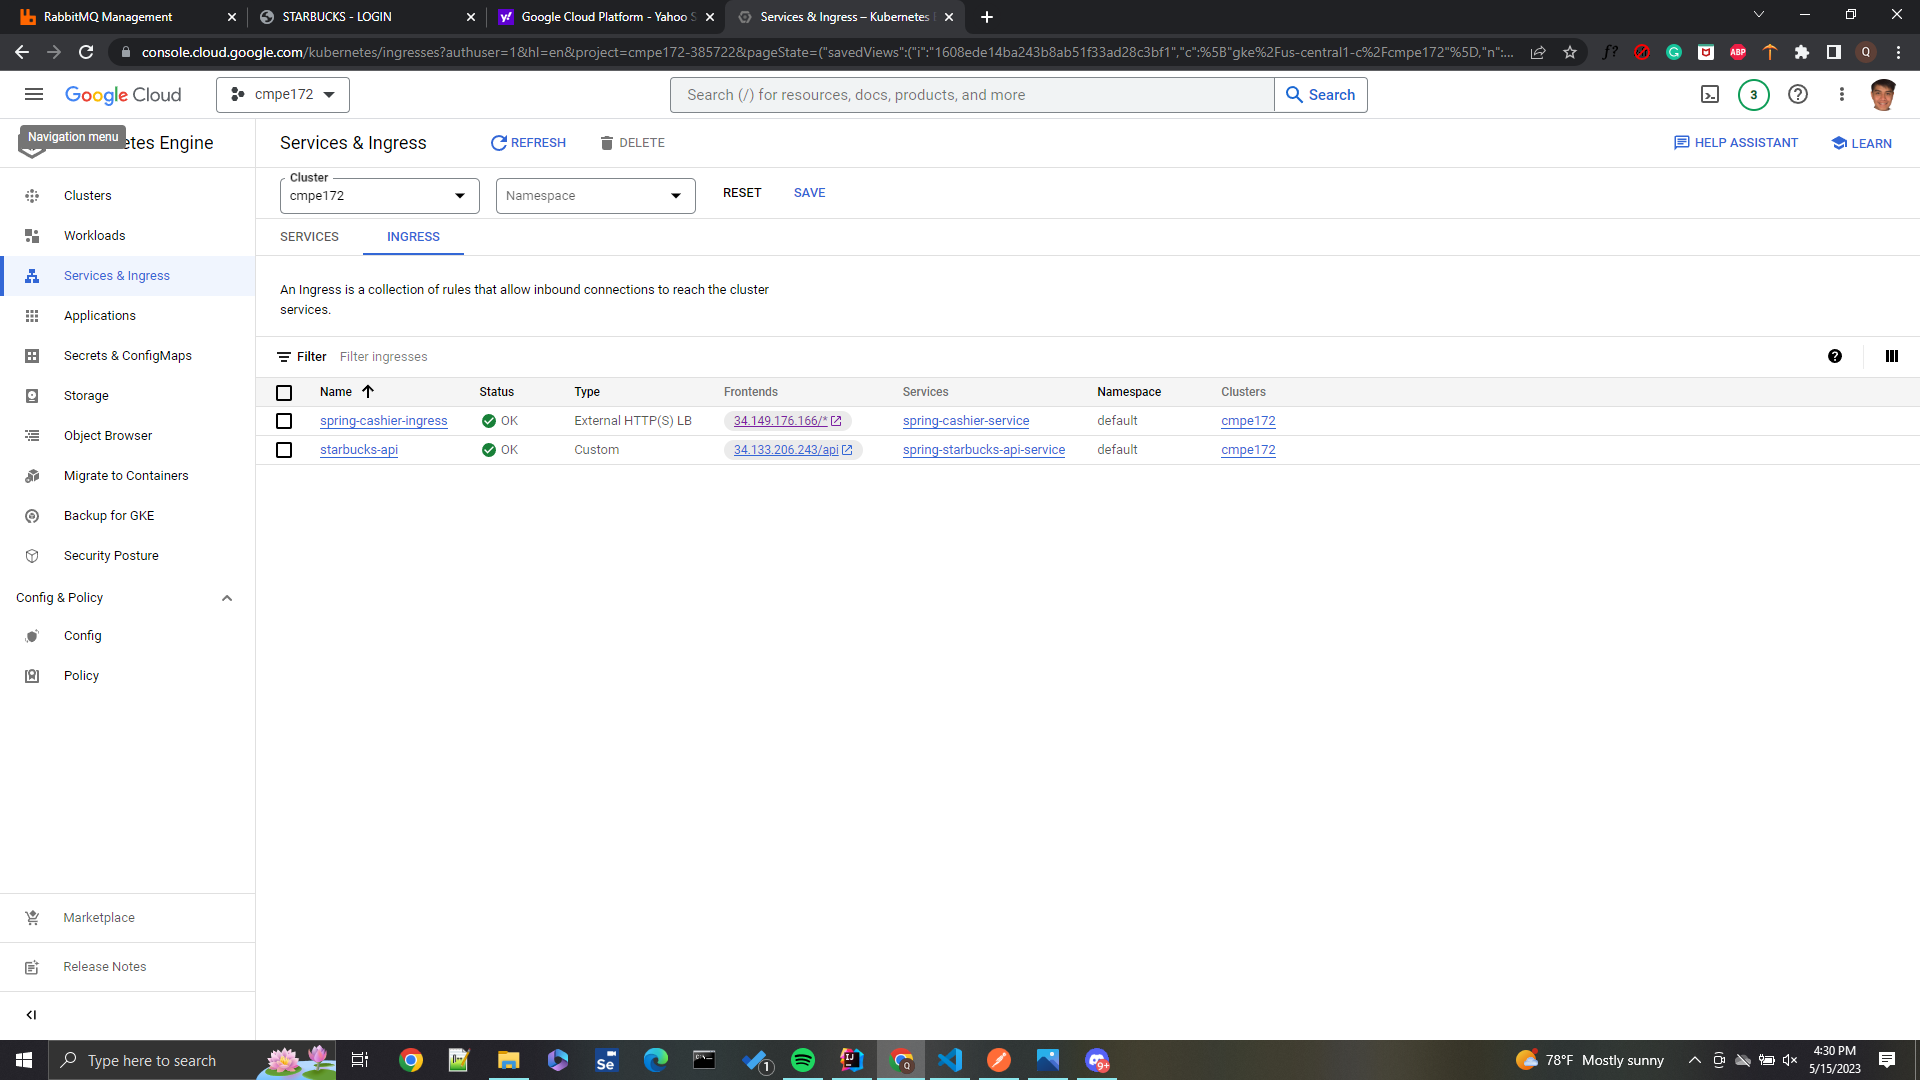 RabbitMQ Management
STARBUCKS - LOGIN
Google Cloud Platform - Yahoo S
Services & Ingress – Kubernetes
console.cloud.google.com/kubernetes/ingresses?authuser=1&hl=en&project=cmpe172-385722&pageState=("savedViews":("i":"1608ede14ba243b8ab51f33ad28c3bf1","c":%5B"gke%2Fus-central1-c%2Fcmpe172"%5D,"n":...
f?
ABP
Q
Google Cloud
cmpe172
Search (/) for resources, docs, products, and more
Search
3
Navigation menu
etes Engine
Services & Ingress
REFRESH
DELETE
HELP ASSISTANT
LEARN
Clusters
Workloads
Services & Ingress
Applications
Secrets & ConfigMaps
Storage
Object Browser
Migrate to Containers
Backup for GKE
Security Posture
Config & Policy
Config
Policy
Marketplace
Release Notes
Cluster
cmpe172
Namespace
RESET
SAVE
SERVICES
INGRESS
An Ingress is a collection of rules that allow inbound connections to reach the cluster
services.
Filter
Filter ingresses
Name Status Type Frontends Services Namespace Clusters
spring-cashier-ingress OK External HTTP(S) LB 34.149.176.166/* spring-cashier-service default cmpe172
starbucks-api OK Custom 34.133.206.243/api spring-starbucks-api-service default cmpe172
Type here to search
Se
1
IJ
Q
9+
78°F Mostly sunny
4:30 PM
5/15/2023